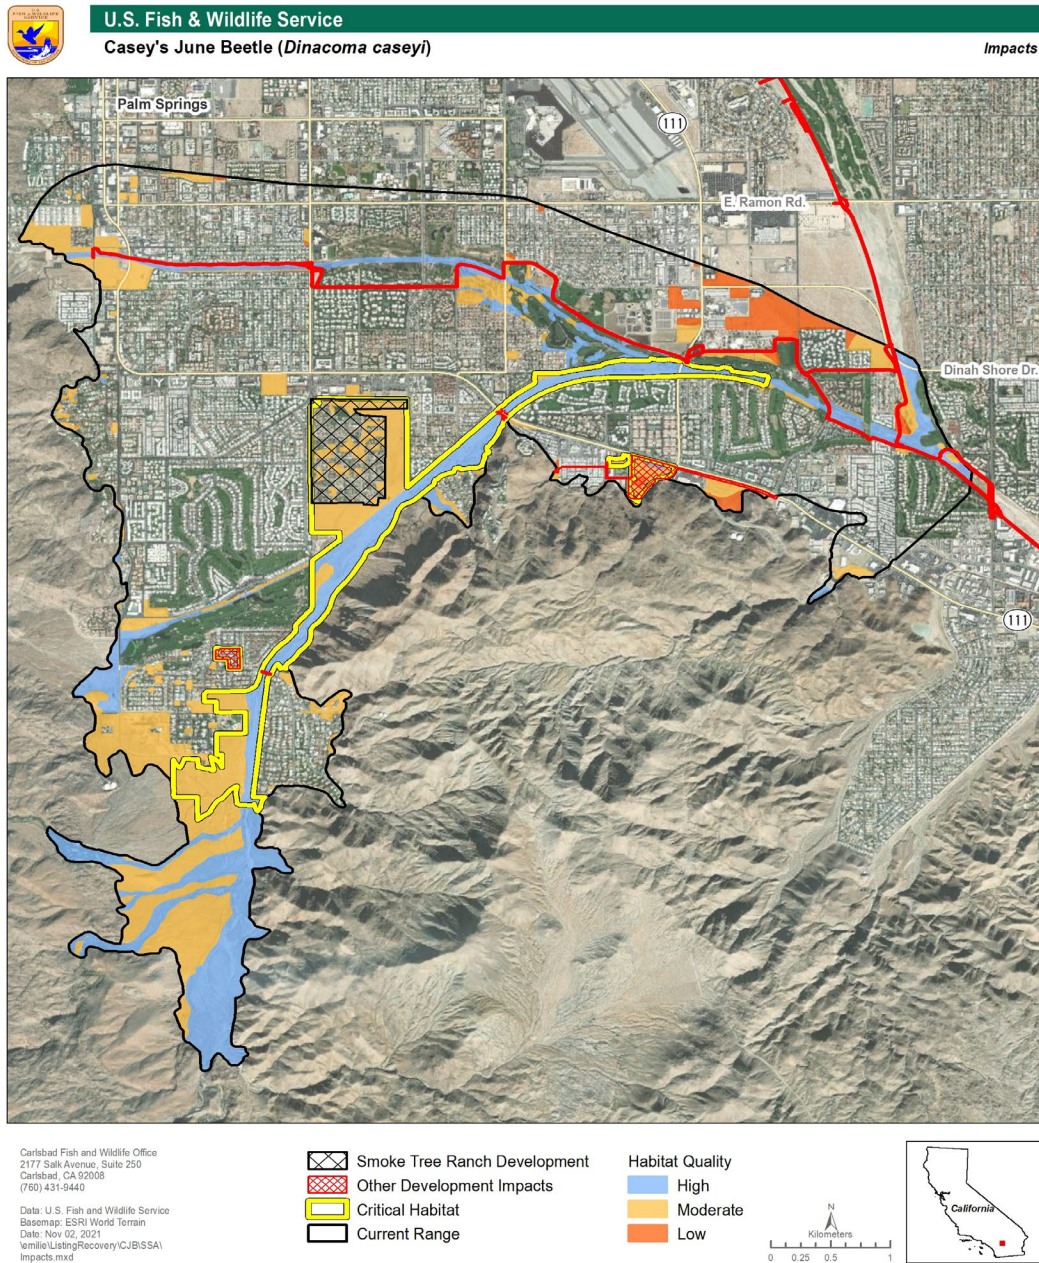 U.S.
FISH & WILDLIFE
SERVICE
U.S. Fish & Wildlife Service
Casey's June Beetle (Dinacoma caseyi)
Impacts
Palm Springs
111
E. Ramon Rd.
Dinah Shore Dr.
111
Carlsbad Fish and Wildlife Office
2177 Salk Avenue, Suite 250
Carlsbad, CA 92008
(760) 431-9440
Data: U.S. Fish and Wildlife Service
Basemap: ESRI World Terrain
Date: Nov 02, 2021
\emilie\ListingRecovery\CJB\SSA\
Impacts.mxd
Smoke Tree Ranch Development
Other Development Impacts
Critical Habitat
Current Range
Habitat Quality
High
Moderate
Low
N
Kilometers
0 0.25 0.5 1
California